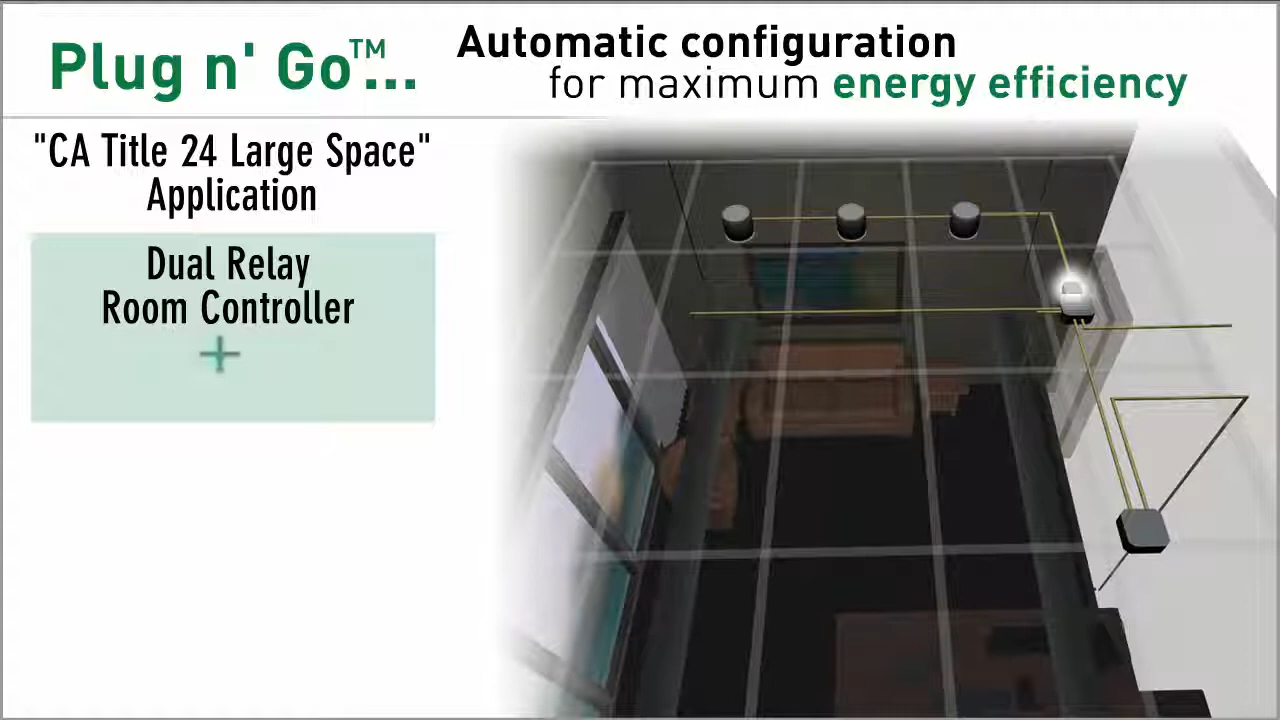 Plug n' Go™...
Automatic configuration
for maximum energy efficiency
"CA Title 24 Large Space"
Application
Dual Relay
Room Controller
+